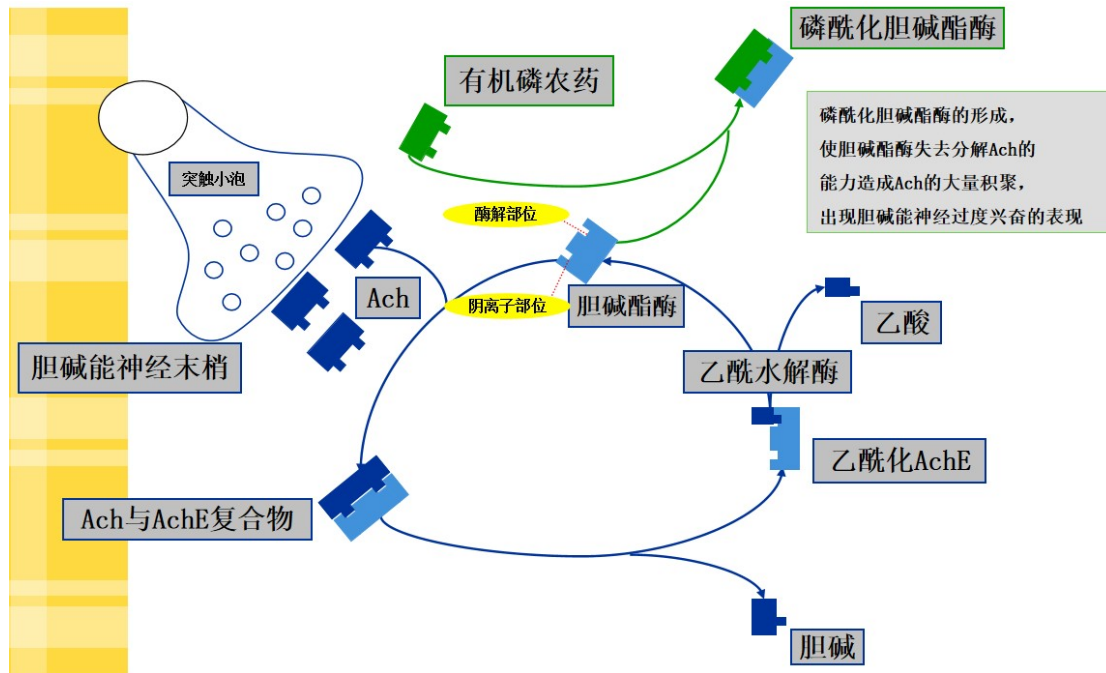 磷酰化胆碱酯酶
有机磷农药
磷酰化胆碱酯酶的形成,
使胆碱酯酶失去分解Ach的
能力造成Ach的大量积聚,
出现胆碱能神经过度兴奋的表现
突触小泡
酶解部位
Ach
阴离子部位
胆碱酯酶
乙酸
胆碱能神经末梢
乙酰水解酶
乙酰化AchE
Ach与AchE复合物
胆碱